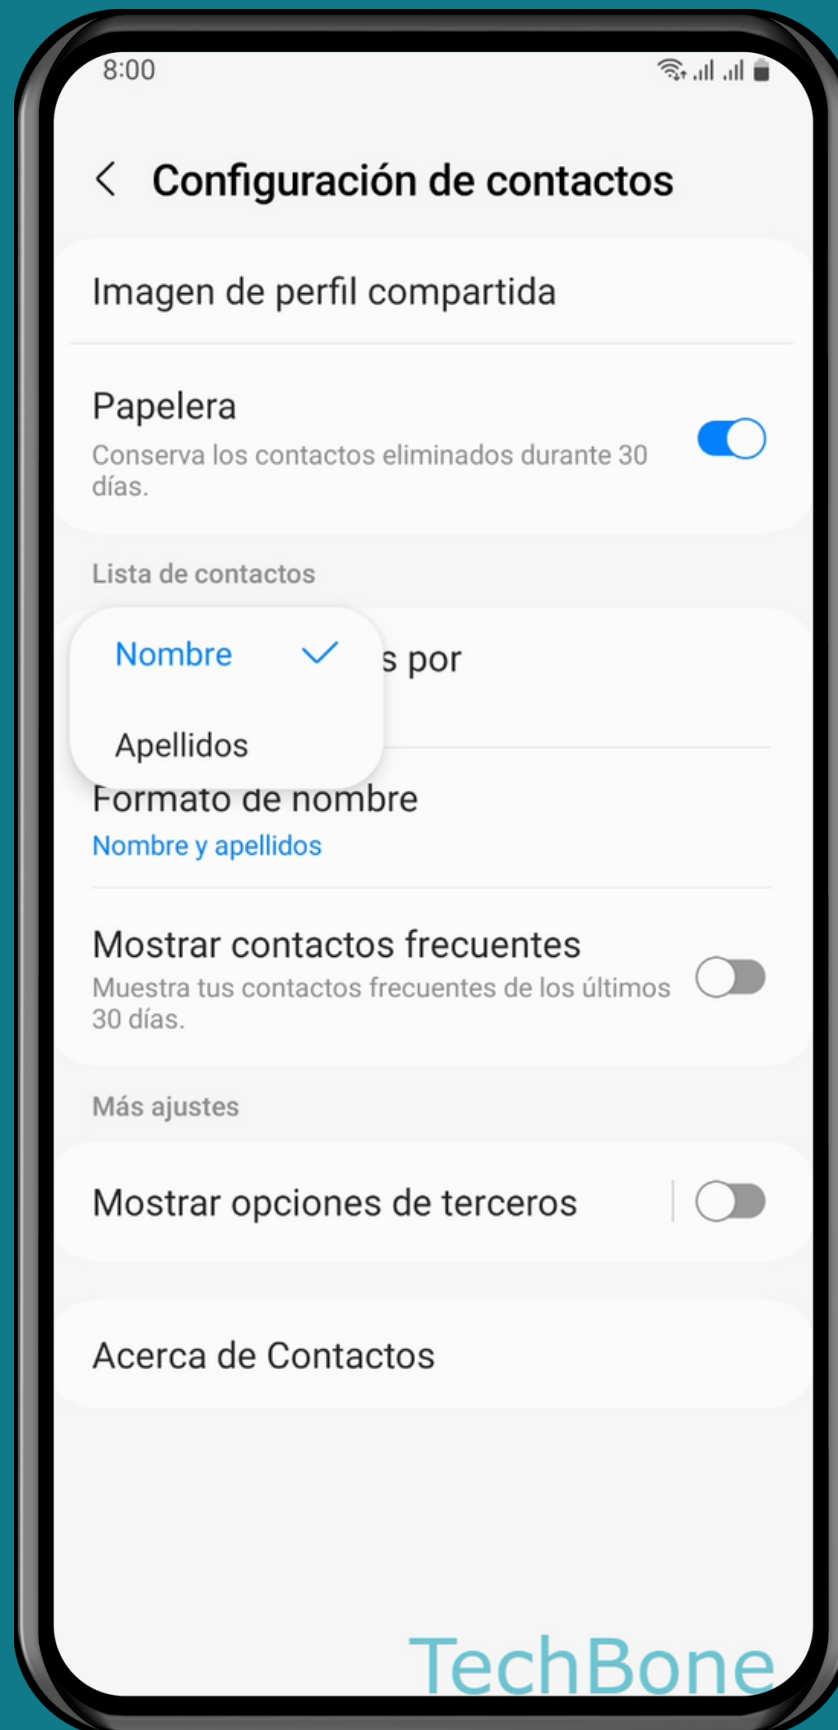 8:00
Configuración de contactos
Imagen de perfil compartida
Papelera
Conserva los contactos eliminados durante 30
días.
Lista de contactos
Nombre
s por
Apellidos
Formato de nombre
Nombre y apellidos
Mostrar contactos frecuentes
Muestra tus contactos frecuentes de los últimos
30 días.
Más ajustes
Mostrar opciones de terceros
Acerca de Contactos
TechBone